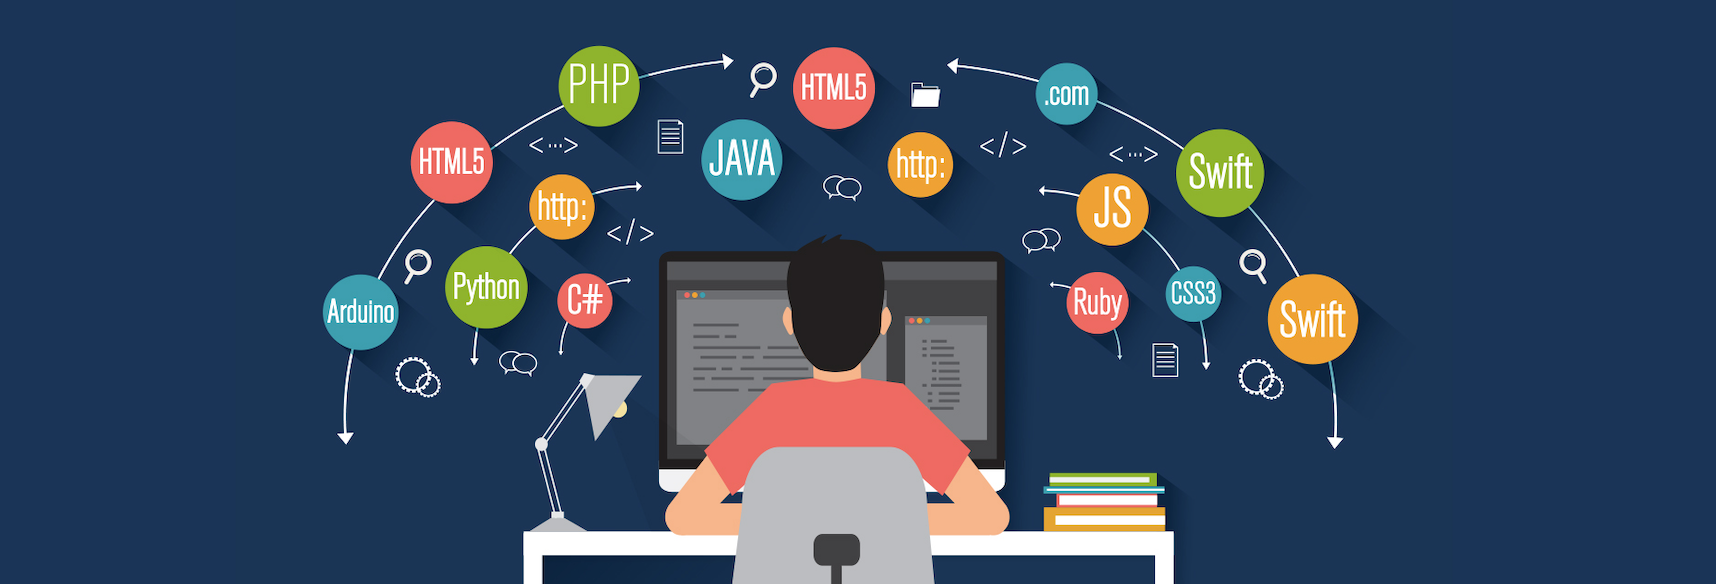 PHP
HTML5
.com
HTML5
JAVA
http:
Swift
http:
JS
Python
C#
Ruby
CSS3
Arduino
Swift